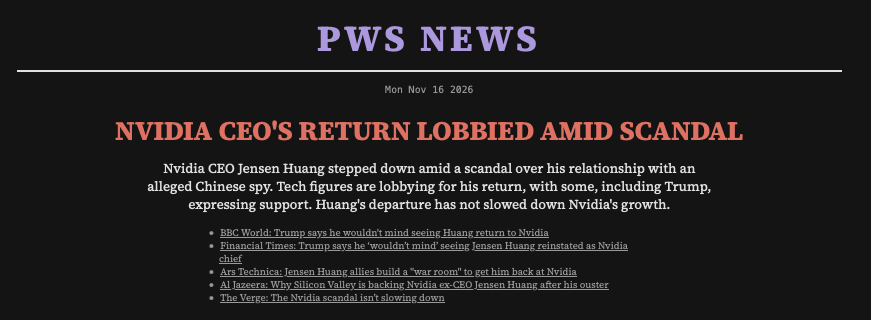 PWS NEWS
Mon Nov 16 2026
NVIDIA CEO'S RETURN LOBBIED AMID SCANDAL
Nvidia CEO Jensen Huang stepped down amid a scandal over his relationship with an
alleged Chinese spy. Tech figures are lobbying for his return, with some, including Trump,
expressing support. Huang's departure has not slowed down Nvidia's growth.
• BBC World: Trump says he wouldn't mind seeing Huang return to Nvidia
• Financial Times: Trump says he ‘wouldn't mind’ seeing Jensen Huang reinstated as Nvidia
chief
• Ars Technica: Jensen Huang allies build a "war room" to get him back at Nvidia
• Al Jazeera: Why Silicon Valley is backing Nvidia ex-CEO Jensen Huang after his ouster
• The Verge: The Nvidia scandal isn't slowing down